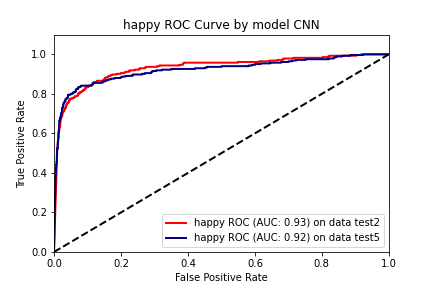 happy ROC Curve by model CNN
True Positive Rate
1.0
0.8
0.6
0.4
0.2
0.0
happy ROC (AUC: 0.93) on data test2
happy ROC (AUC: 0.92) on data test5
0.0 0.2 0.4 0.6 0.8 1.0
False Positive Rate